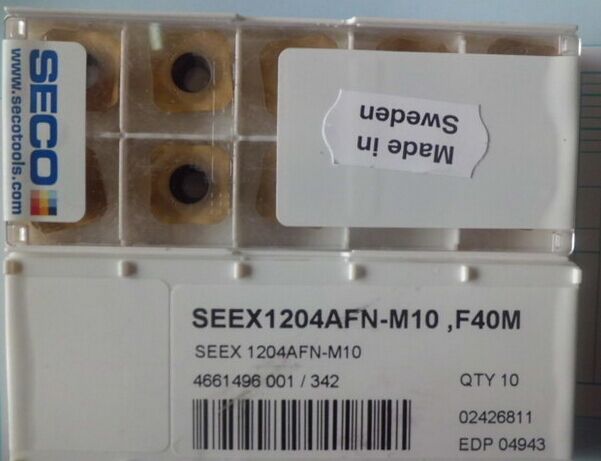 SECO
www.secotools.com
Made in
Sweden
SEEX1204AFN-M10 ,F40M
SEEX 1204AFN-M10
4661496 001 / 342
QTY 10
02426811
EDP 04943